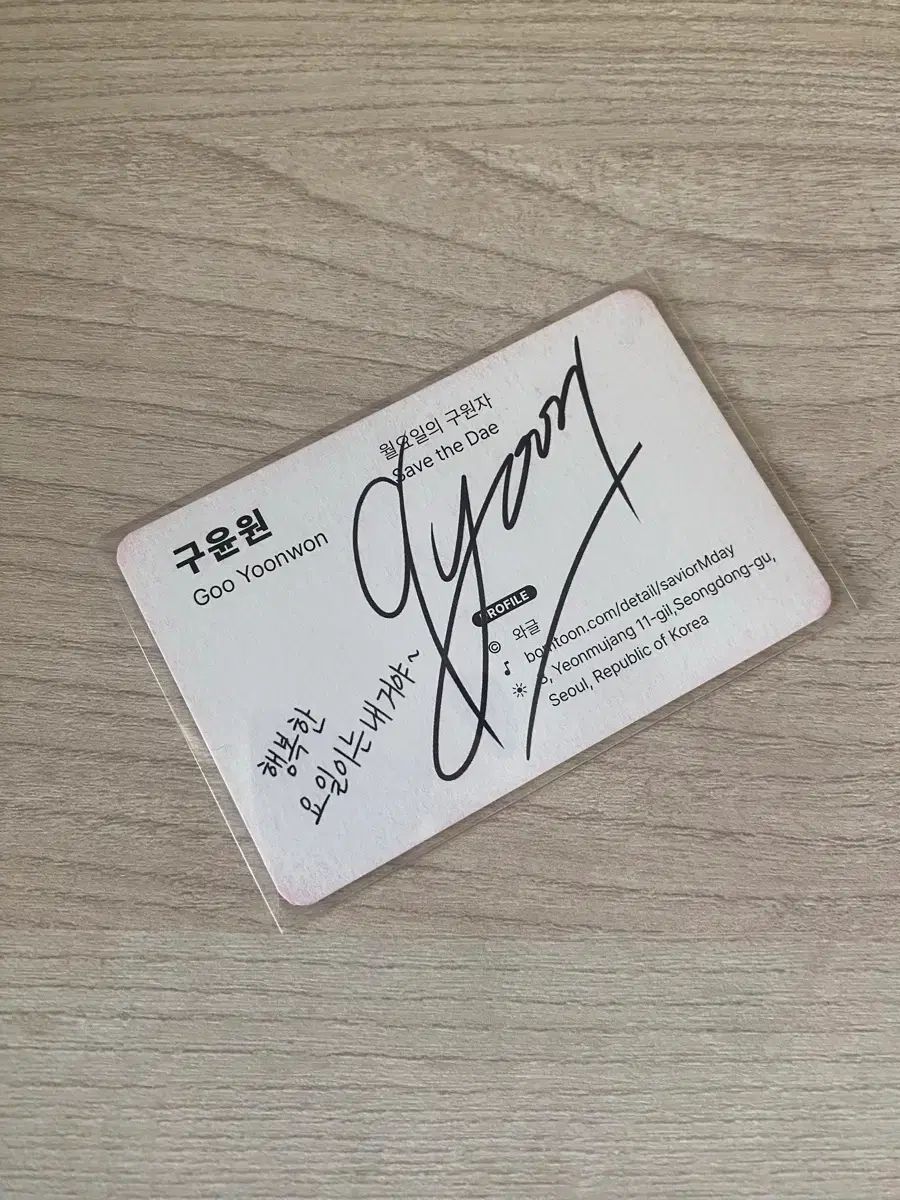 월요일의 구원자
Save the Dae
구윤원
Goo Yoonwon
gyoon
PROFILE
© 외글
bomtoon.com/detail/saviorMday
Yeonmujang 11-gil,Seongdong-gu,
Seoul, Republic of Korea
행복한
요일이는 내 거야~